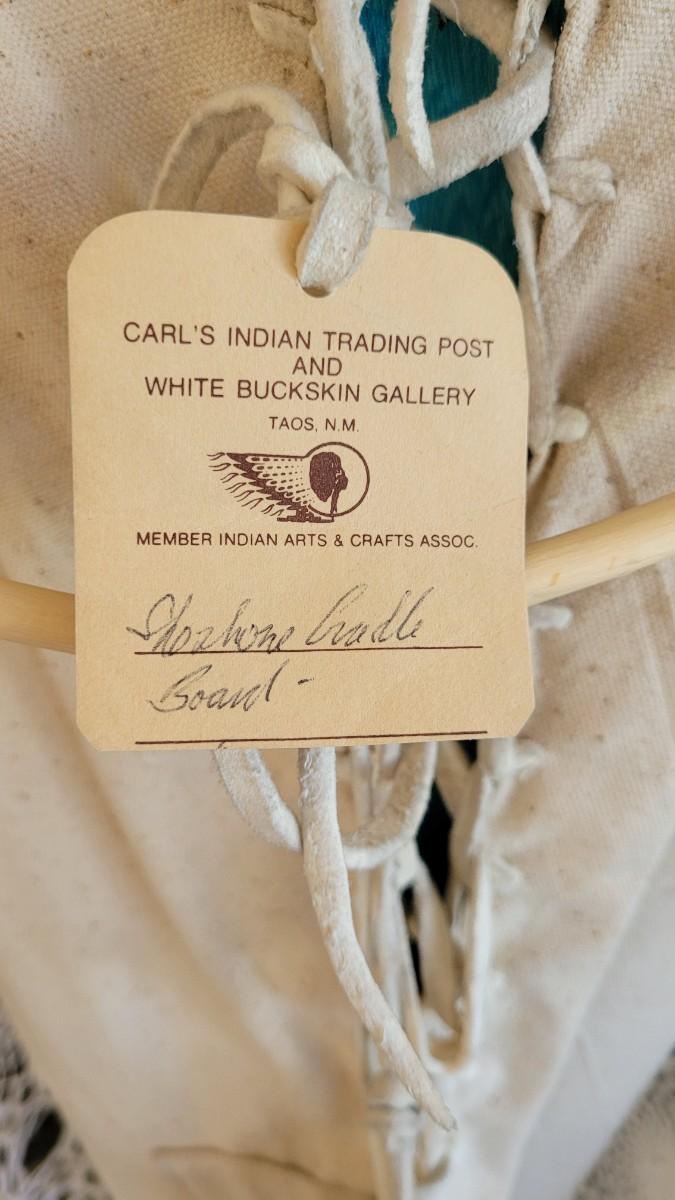 CARL'S INDIAN TRADING POST
AND
WHITE BUCKSKIN GALLERY
TAOS, N.M.
MEMBER INDIAN ARTS & CRAFTS ASSOC.
Shoshone Cradle
Board -